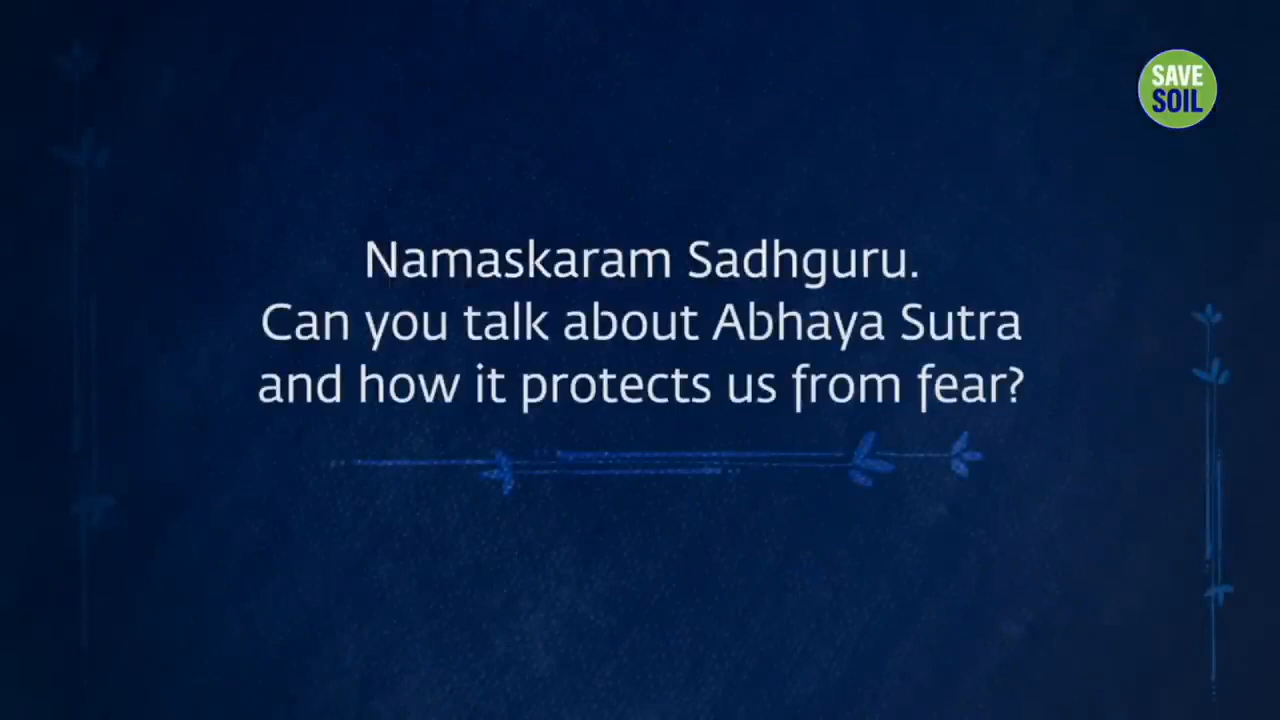 SAVE
SOIL
Namaskaram Sadhguru.
Can you talk about Abhaya Sutra
and how it protects us from fear?